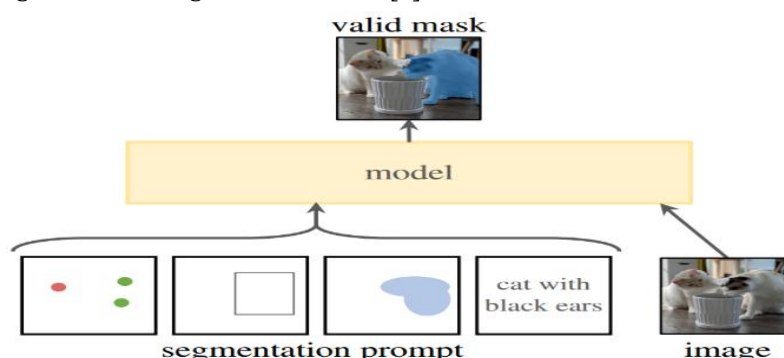 valid mask
model
cat with
black ears
segmentation prompt
image